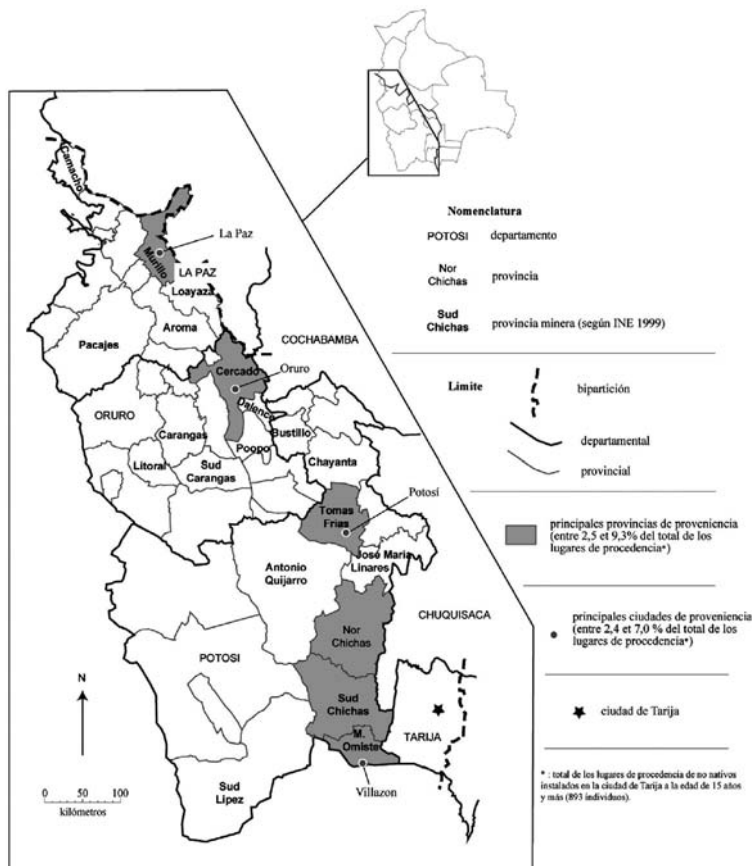 Camacho
La Paz
Murillo
LA PAZ
Loayaza
Aroma
Pacajes
COCHABAMBA
Cercado
Oruro
Dalence
ORURO
Bustillo
Carangas
Poopo
Litoral
Sud
Carangas
Chayanta
Potosí
Tomas
Frias
José Maria
Linares
Antonio
Quijarro
CHUQUISACA
Nor
Chichas
POTOSI
Sud
Chichas
N
TARIJA
M.
Omiste
Sud
Lipez
Villazon
0 50 100
kilómetros
Nomenclatura
POTOSI departamento
Nor
Chichas provincia
Sud
Chichas provincia minera (según INE 1999)
Límite bipartición
departamental
provincial
principales provincias de proveniencia
(entre 2,5 et 9,3% del total de los
lugares de procedencia*)
principales ciudades de proveniencia
(entre 2,4 et 7,0 % del total de los
lugares de procedencia*)
ciudad de Tarija
* : total de los lugares de procedencia de no nativos
instalados en la ciudad de Tarija a la edad de 15 años
y más (893 individuos).